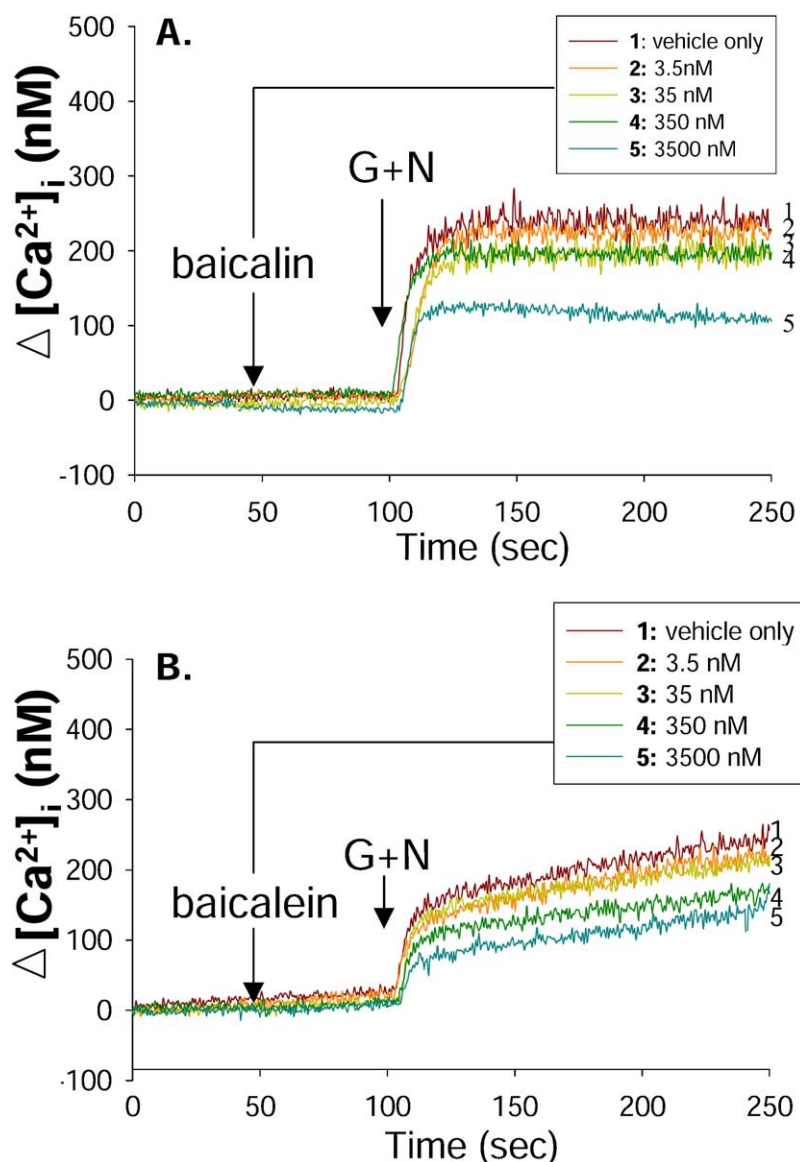 A.
1: vehicle only
2: 3.5nM
3: 35 nM
4: 350 nM
5: 3500 nM
G+N
baicalin
△ [Ca²⁺]ᵢ (nM)
500
400
300
200
100
0
-100
1
2
3
4
5
0 50 100 150 200 250
Time (sec)
B.
1: vehicle only
2: 3.5 nM
3: 35 nM
4: 350 nM
5: 3500 nM
G+N
baicalein
△ [Ca²⁺]ᵢ (nM)
500
400
300
200
100
0
-100
1
2
3
4
5
0 50 100 150 200 250
Time (sec)